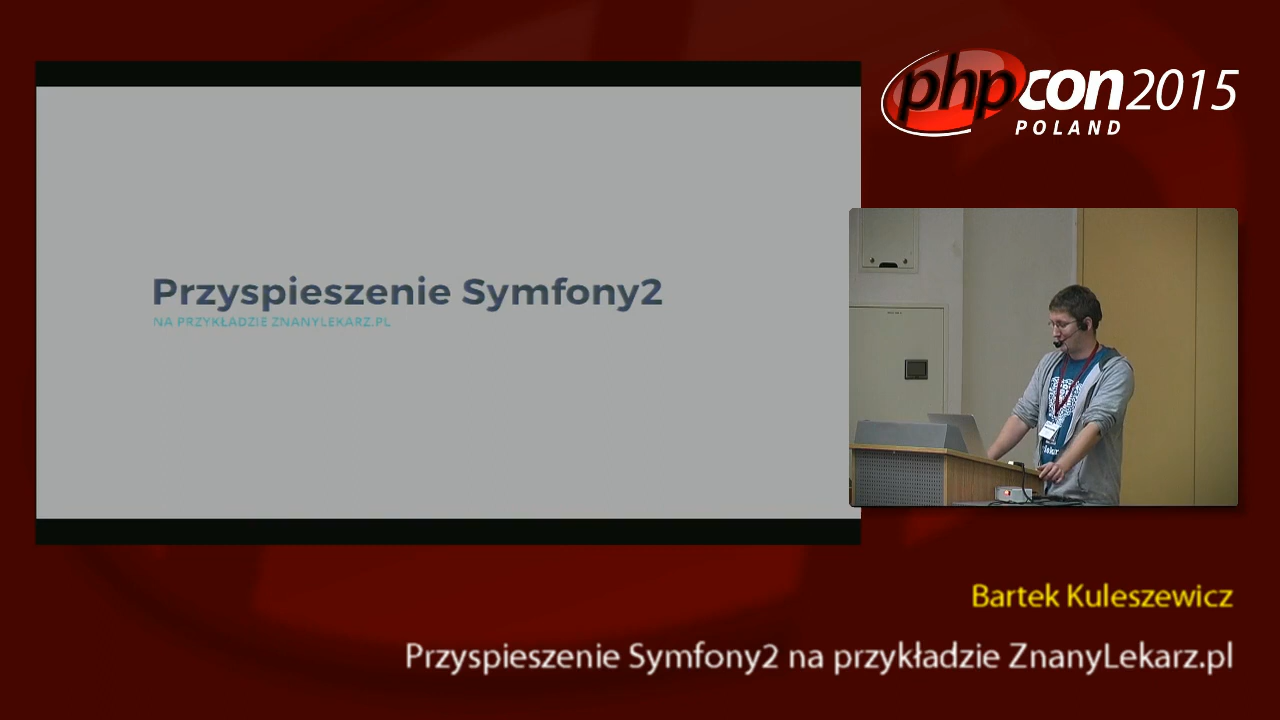 phpcon2015
POLAND
Przyspieszenie Symfony2
NA PRZYKŁADZIE ZNANYLEKARZ.PL
Bartek Kuleszewicz
Przyspieszenie Symfony2 na przykładzie ZnanyLekarz.pl